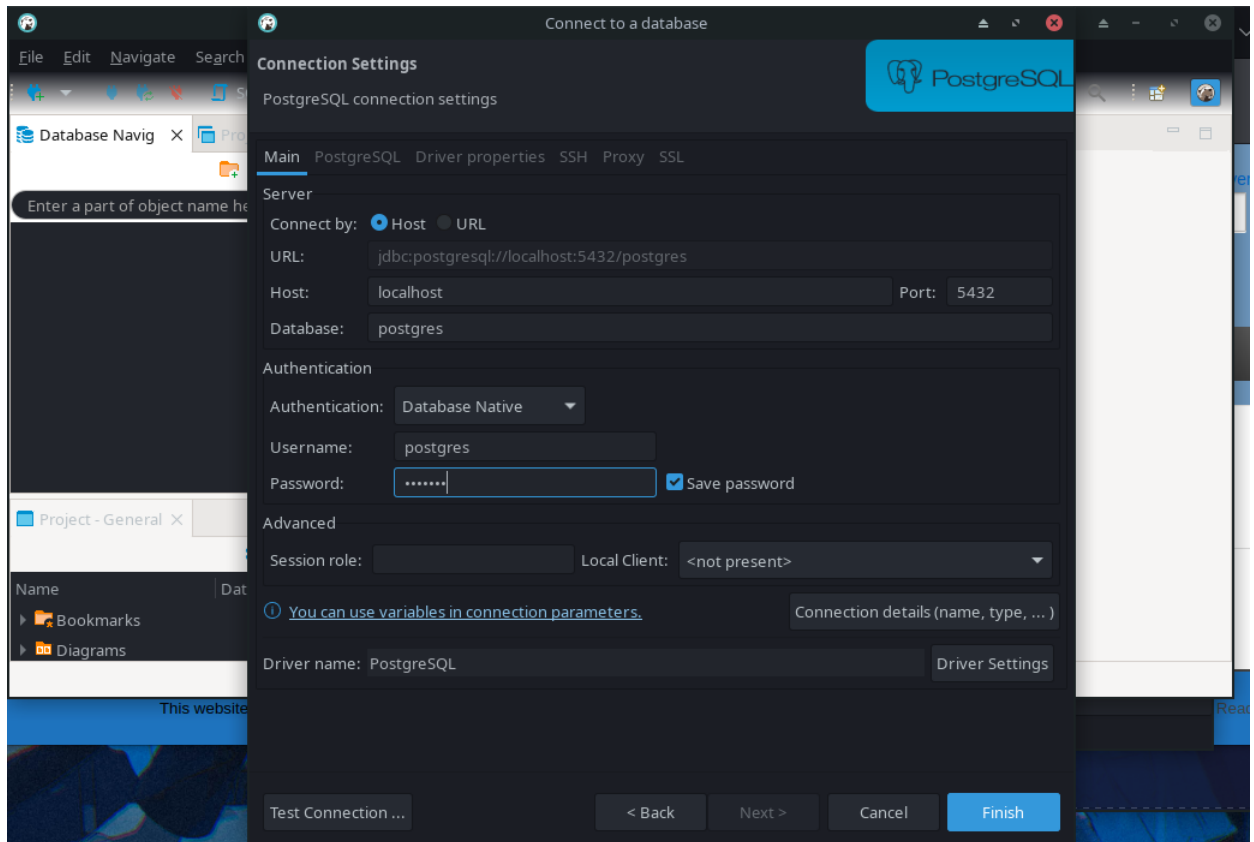 Connect to a database
File Edit Navigate Search
Connection Settings
PostgreSQL connection settings
PostgreSQL
Database Navig
Enter a part of object name he
Main PostgreSQL Driver properties SSH Proxy SSL
Server
Connect by: Host URL
URL: jdbc:postgresql://localhost:5432/postgres
Host: localhost Port: 5432
Database: postgres
Authentication
Authentication: Database Native
Username: postgres
Password: ••••••• Save password
Project - General
Advanced
Session role: Local Client: <not present>
Name Dat
Bookmarks
Diagrams
You can use variables in connection parameters.
Connection details (name, type, ... )
Driver name: PostgreSQL Driver Settings
This website
Read
Test Connection ... < Back Next > Cancel Finish